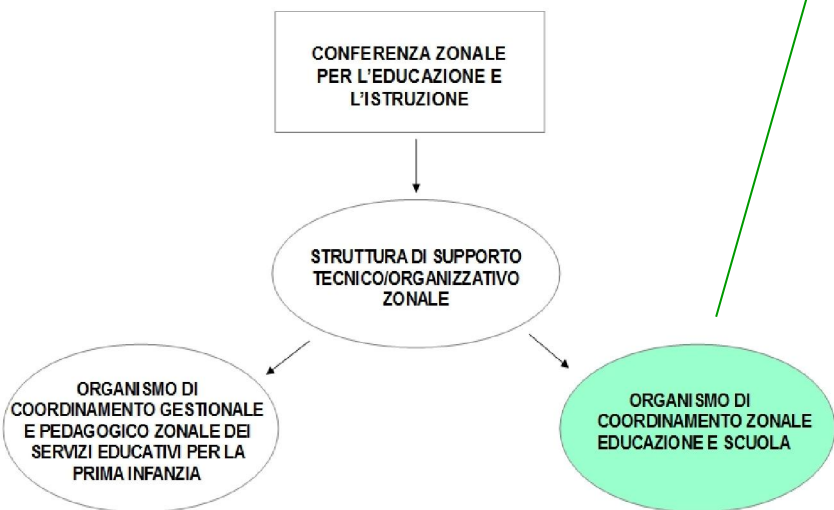 CONFERENZA ZONALE
PER L'EDUCAZIONE E
L'ISTRUZIONE
STRUTTURA DI SUPPORTO
TECNICO/ORGANIZZATIVO
ZONALE
ORGANISMO DI
COORDINAMENTO GESTIONALE
E PEDAGOGICO ZONALE DEI
SERVIZI EDUCATIVI PER LA
PRIMA INFANZIA
ORGANISMO DI
COORDINAMENTO ZONALE
EDUCAZIONE E SCUOLA